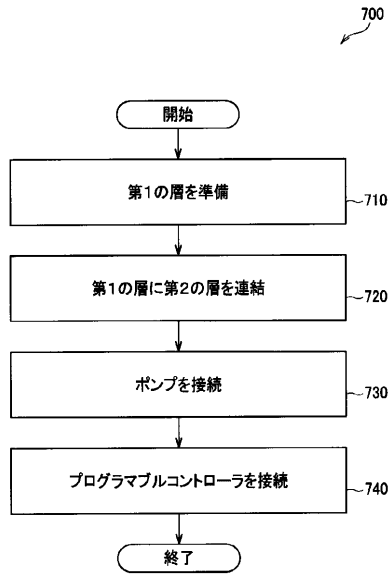 700
開始
第1の層を準備
710
第1の層に第2の層を連結
720
ポンプを接続
730
プログラマブルコントローラを接続
740
終了